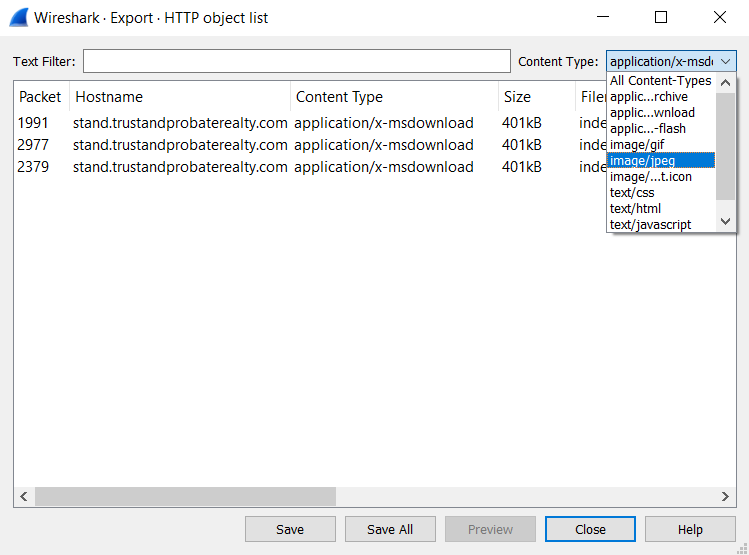 Wireshark · Export · HTTP object list
Text Filter:
Content Type: application/x-msdo
Packet Hostname Content Type Size Filen
1991 stand.trustandprobaterealty.com application/x-msdownload 401kB inde
2977 stand.trustandprobaterealty.com application/x-msdownload 401kB inde
2379 stand.trustandprobaterealty.com application/x-msdownload 401kB inde
All Content-Types
applic...rchive
applic...wnload
applic...-flash
image/gif
image/jpeg
image/...t.icon
text/css
text/html
text/javascript
Save Save All Preview Close Help